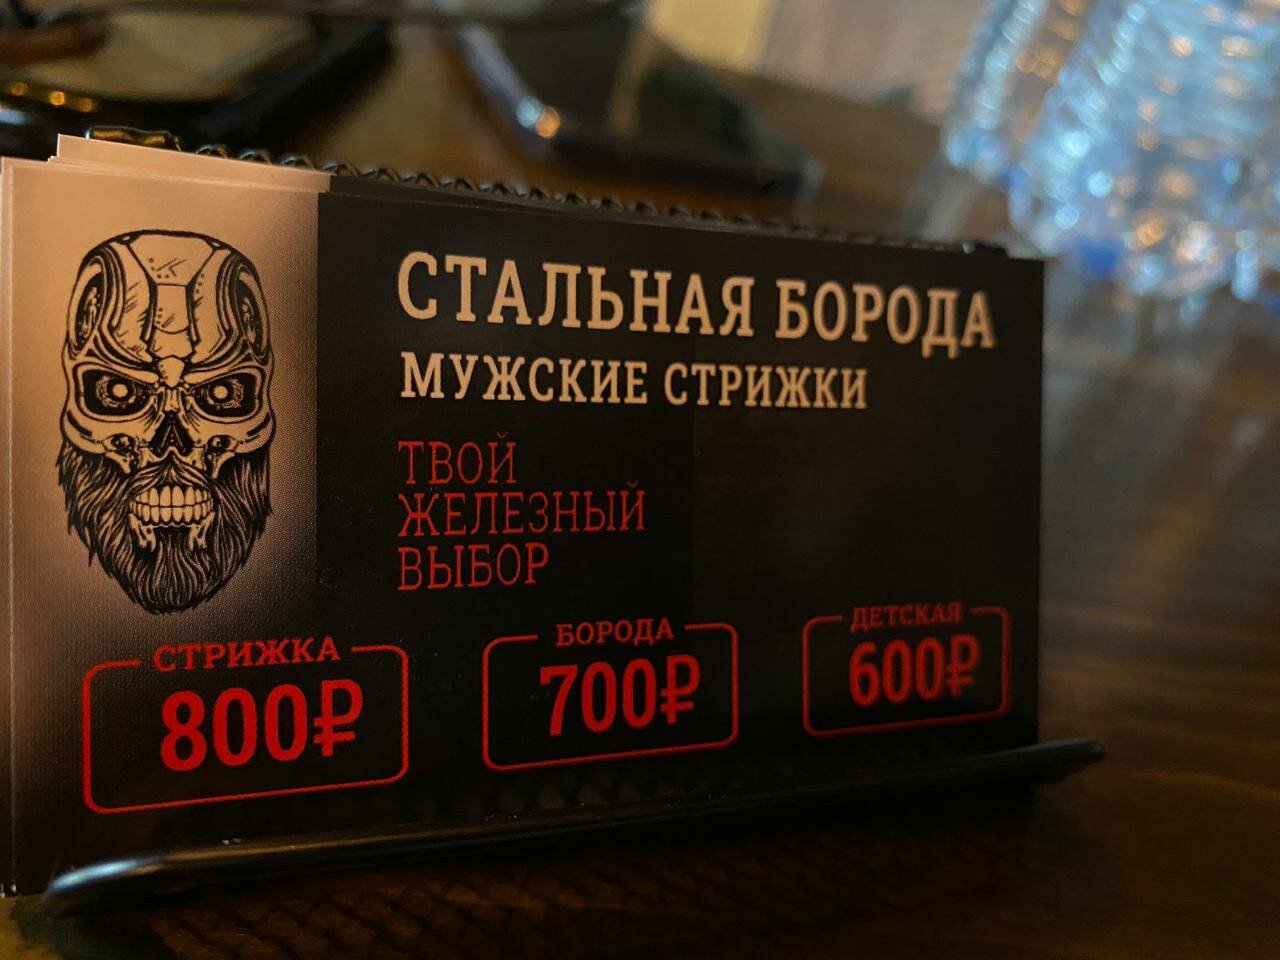 СТАЛЬНАЯ БОРОДА
МУЖСКИЕ СТРИЖКИ
ТВОЙ
ЖЕЛЕЗНЫЙ
ВЫБОР
СТРИЖКА
800₽
БОРОДА
700₽
ДЕТСКАЯ
600₽